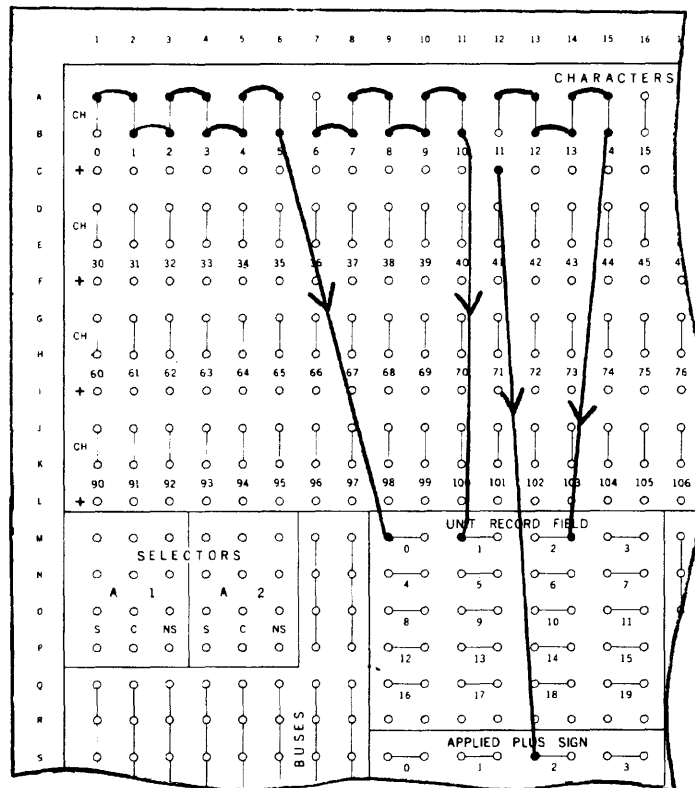 1 2 3 4 5 6 7 8 9 10 11 12 13 14 15 16
CHARACTERS
A
CH
B
0 1 2 3 4 5 6 7 8 9 10 11 12 13 4 15
C +
D CH
E
30 31 32 33 34 35 36 37 38 39 40 41 42 43 44 45
F +
G CH
H
60 61 62 63 64 65 66 67 68 69 70 71 72 73 74 75 76
I +
J CH
K
90 91 92 93 94 95 96 97 98 99 100 101 102 103 104 105 106
L +
UNIT RECORD FIELD
M 0 1 2 3
SELECTORS
N 4 5 6 7
A 1 A 2
O 8 9 10 11
S C NS S C NS
P 12 13 14 15
Q 16 17 18 19
R
BUSES
APPLIED PLUS SIGN
S 0 1 2 3